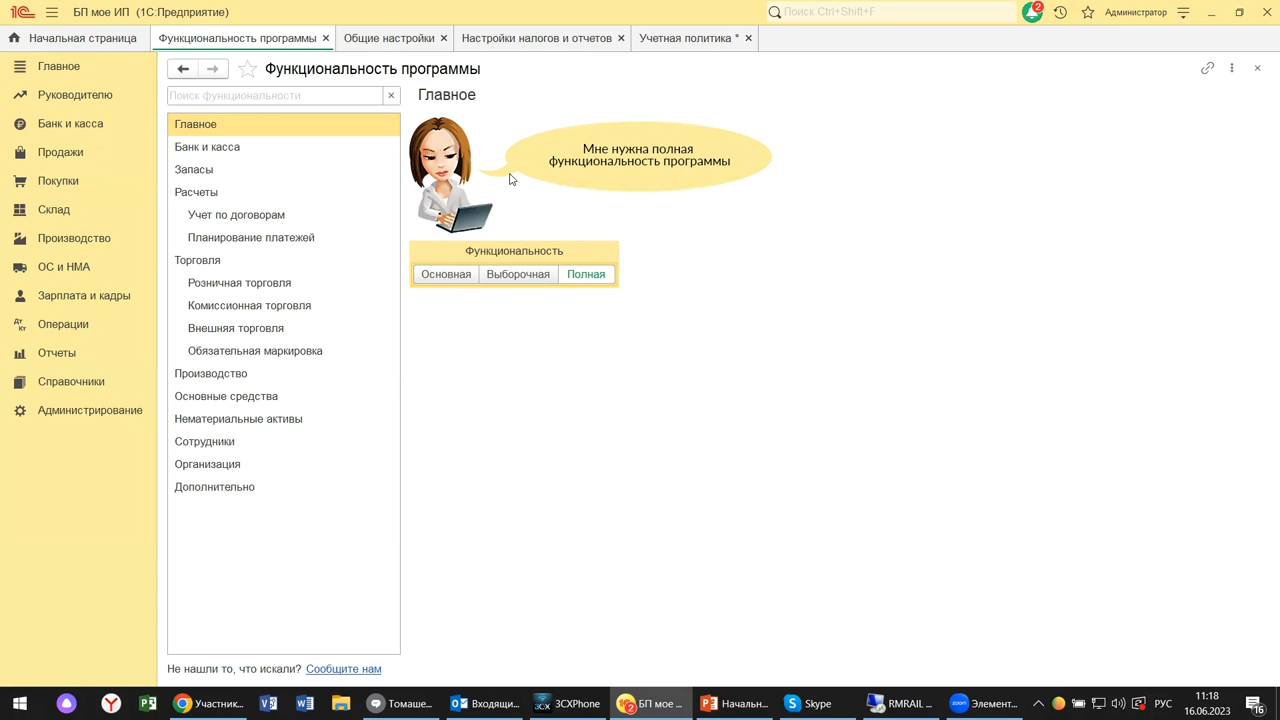 БП мое ИП (1С:Предприятие)
Поиск Ctrl+Shift+F
2
Администратор
Начальная страница
Функциональность программы
Общие настройки
Настройки налогов и отчетов
Учетная политика *
Главное
Руководителю
Банк и касса
Продажи
Покупки
Склад
Производство
ОС и НМА
Зарплата и кадры
Дт
Кт
Операции
Отчеты
Справочники
Администрирование
Функциональность программы
Поиск функциональности
Главное
Банк и касса
Запасы
Расчеты
Учет по договорам
Планирование платежей
Торговля
Розничная торговля
Комиссионная торговля
Внешняя торговля
Обязательная маркировка
Производство
Основные средства
Нематериальные активы
Сотрудники
Организация
Дополнительно
Не нашли то, что искали? Сообщите нам
Главное
Мне нужна полная
функциональность программы
Функциональность
Основная Выборочная Полная
Участник...
Томаше...
Входящи...
3CXPhone
БП мое ...
Начальн...
Skype
RMRAIL ...
Элемент...
РУС
11:18
16.06.2023
16